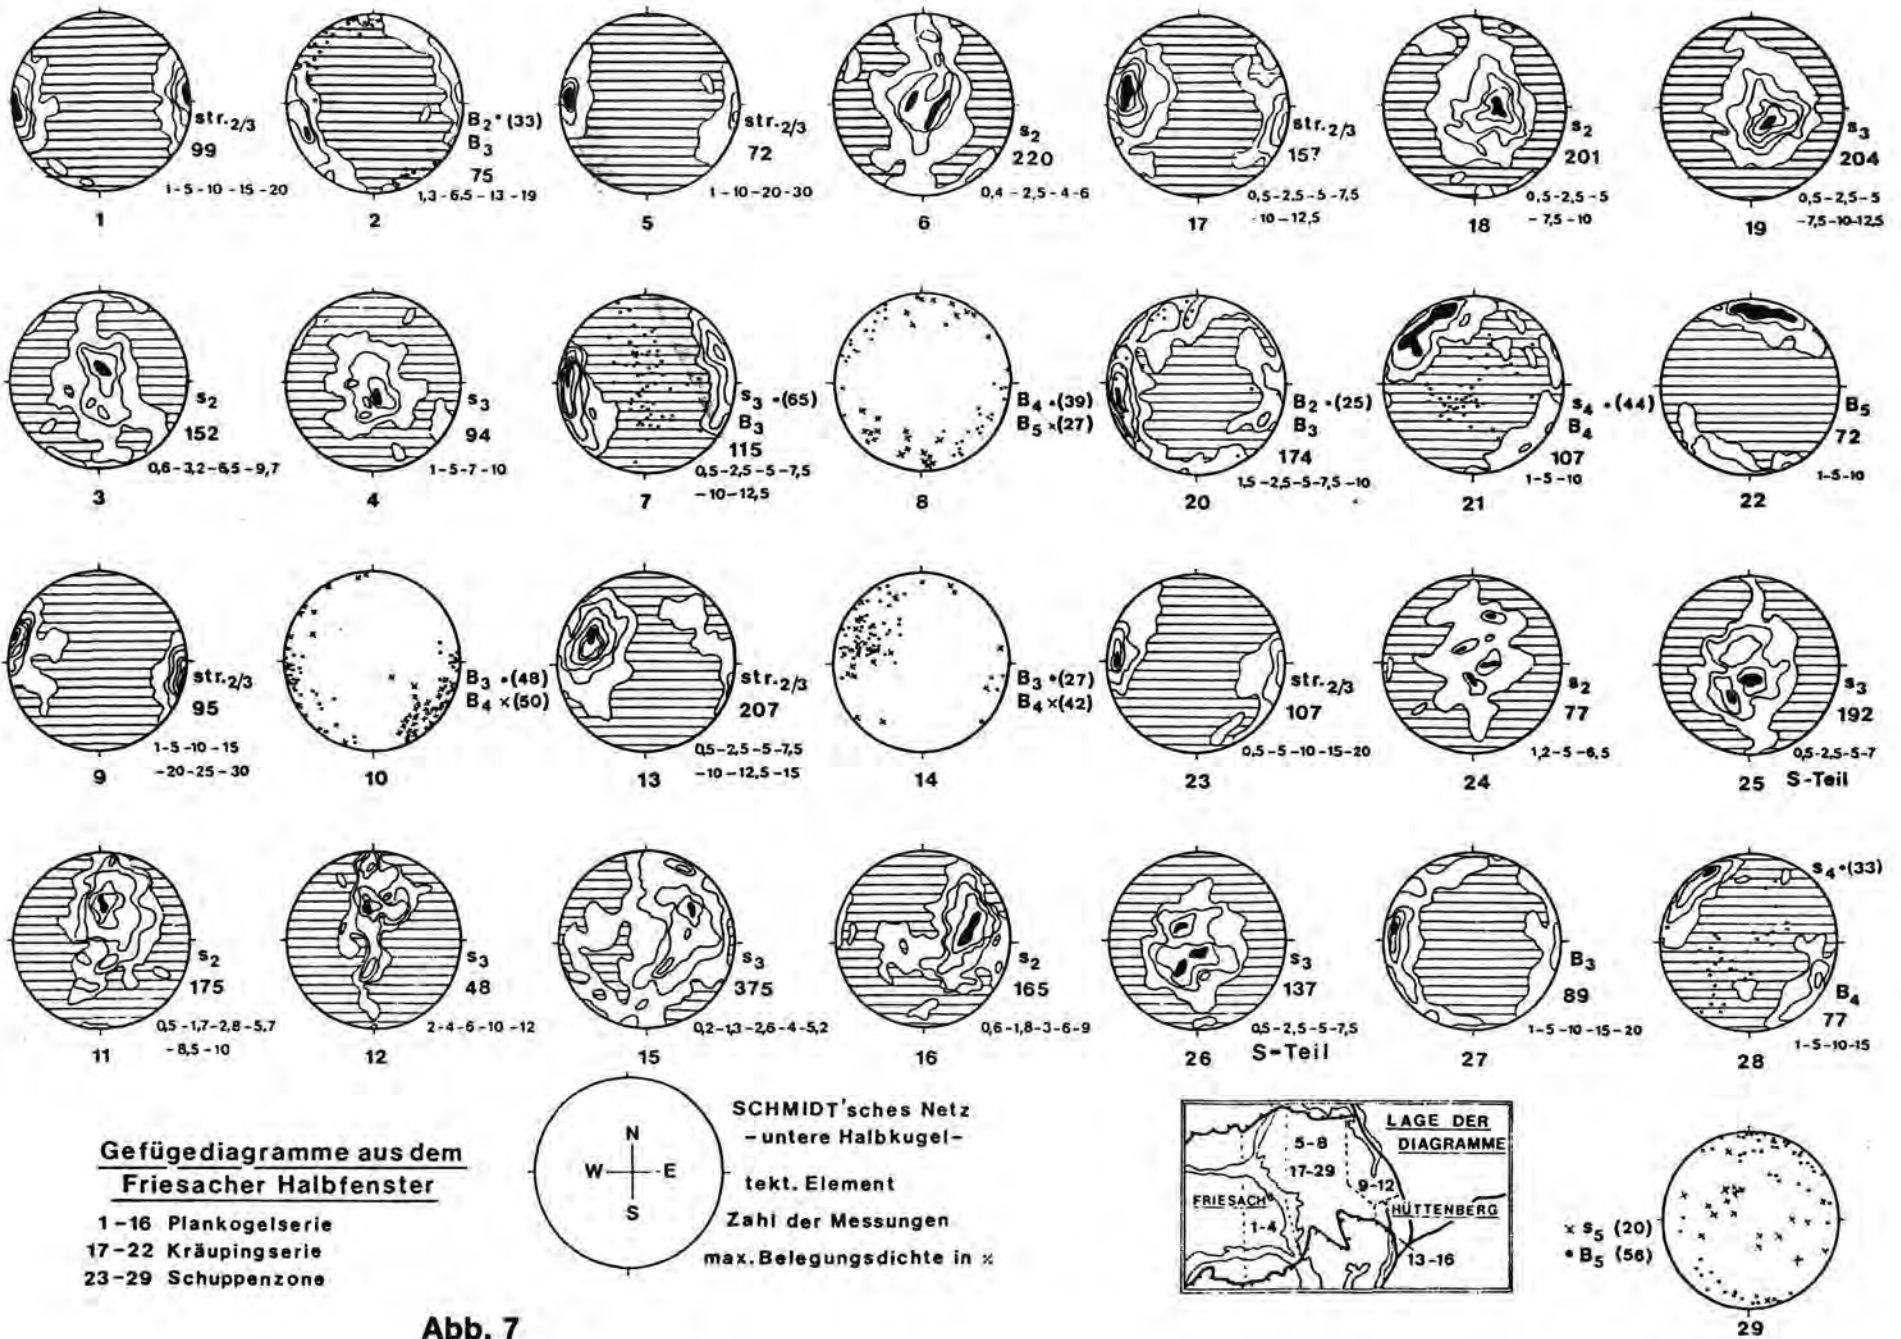 str.2/3
99
1-5-10-15-20
1
B2•(33)
B3
75
1,3-6,5-13-19
2
str.2/3
72
1-10-20-30
5
s2
220
0,4-2,5-4-6
6
str.2/3
157
0,5-2,5-5-7,5
-10-12,5
17
s2
201
0,5-2,5-5
-7,5-10
18
s3
204
0,5-2,5-5
-7,5-10-12,5
19
s2
152
0,6-3,2-6,5-9,7
3
s3
94
1-5-7-10
4
s3•(65)
B3
115
0,5-2,5-5-7,5
-10-12,5
7
B4•(39)
B5×(27)
8
B2•(25)
B3
174
1,5-2,5-5-7,5-10
20
s4•(44)
B4
107
1-5-10
21
B5
72
1-5-10
22
str.2/3
95
1-5-10-15
-20-25-30
9
B3•(48)
B4×(50)
10
str.2/3
207
0,5-2,5-5-7,5
-10-12,5-15
13
B3•(27)
B4×(42)
14
str.2/3
107
0,5-5-10-15-20
23
s2
77
1,2-5-6,5
24
s3
192
0,5-2,5-5-7
25 S-Teil
s2
175
0,5-1,7-2,8-5,7
-8,5-10
11
s3
48
2-4-6-10-12
12
s3
375
0,2-1,3-2,6-4-5,2
15
s2
165
0,6-1,8-3-6-9
16
s3
137
0,5-2,5-5-7,5
26
S-Teil
B3
89
1-5-10-15-20
27
s4•(33)
B4
77
1-5-10-15
28
Gefügediagramme aus dem
Friesacher Halbfenster
1-16 Plankogelserie
17-22 Kräupingserie
23-29 Schuppenzone
N
W E
S
SCHMIDT'sches Netz
-untere Halbkugel-
tekt. Element
Zahl der Messungen
max. Belegungsdichte in %
LAGE DER
DIAGRAMME
5-8
17-29
9-12
FRIESACH
HÜTTENBERG
1-4
13-16
× s5 (20)
• B5 (56)
29
Abb. 7